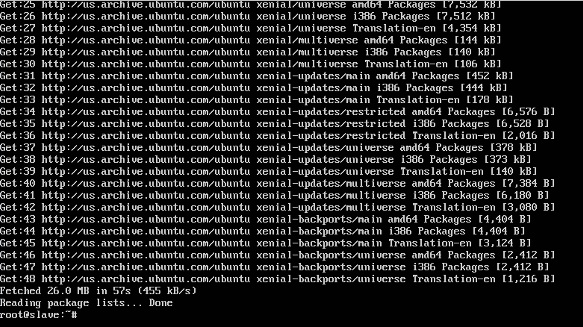 Get:25 http://us.archive.ubuntu.com/ubuntu xenial/universe amd64 Packages [7,532 kB]
Get:26 http://us.archive.ubuntu.com/ubuntu xenial/universe i386 Packages [7,512 kB]
Get:27 http://us.archive.ubuntu.com/ubuntu xenial/universe Translation-en [4,354 kB]
Get:28 http://us.archive.ubuntu.com/ubuntu xenial/multiverse amd64 Packages [144 kB]
Get:29 http://us.archive.ubuntu.com/ubuntu xenial/multiverse i386 Packages [140 kB]
Get:30 http://us.archive.ubuntu.com/ubuntu xenial/multiverse Translation-en [106 kB]
Get:31 http://us.archive.ubuntu.com/ubuntu xenial-updates/main amd64 Packages [452 kB]
Get:32 http://us.archive.ubuntu.com/ubuntu xenial-updates/main i386 Packages [444 kB]
Get:33 http://us.archive.ubuntu.com/ubuntu xenial-updates/main Translation-en [178 kB]
Get:34 http://us.archive.ubuntu.com/ubuntu xenial-updates/restricted amd64 Packages [6,576 B]
Get:35 http://us.archive.ubuntu.com/ubuntu xenial-updates/restricted i386 Packages [6,528 B]
Get:36 http://us.archive.ubuntu.com/ubuntu xenial-updates/restricted Translation-en [2,016 B]
Get:37 http://us.archive.ubuntu.com/ubuntu xenial-updates/universe amd64 Packages [378 kB]
Get:38 http://us.archive.ubuntu.com/ubuntu xenial-updates/universe i386 Packages [373 kB]
Get:39 http://us.archive.ubuntu.com/ubuntu xenial-updates/universe Translation-en [140 kB]
Get:40 http://us.archive.ubuntu.com/ubuntu xenial-updates/multiverse amd64 Packages [7,384 B]
Get:41 http://us.archive.ubuntu.com/ubuntu xenial-updates/multiverse i386 Packages [6,180 B]
Get:42 http://us.archive.ubuntu.com/ubuntu xenial-updates/multiverse Translation-en [3,080 B]
Get:43 http://us.archive.ubuntu.com/ubuntu xenial-backports/main amd64 Packages [4,404 B]
Get:44 http://us.archive.ubuntu.com/ubuntu xenial-backports/main i386 Packages [4,404 B]
Get:45 http://us.archive.ubuntu.com/ubuntu xenial-backports/main Translation-en [3,124 B]
Get:46 http://us.archive.ubuntu.com/ubuntu xenial-backports/universe amd64 Packages [2,412 B]
Get:47 http://us.archive.ubuntu.com/ubuntu xenial-backports/universe i386 Packages [2,412 B]
Get:48 http://us.archive.ubuntu.com/ubuntu xenial-backports/universe Translation-en [1,216 B]
Fetched 26.0 MB in 57s (455 kB/s)
Reading package lists... Done
root@slave:~#